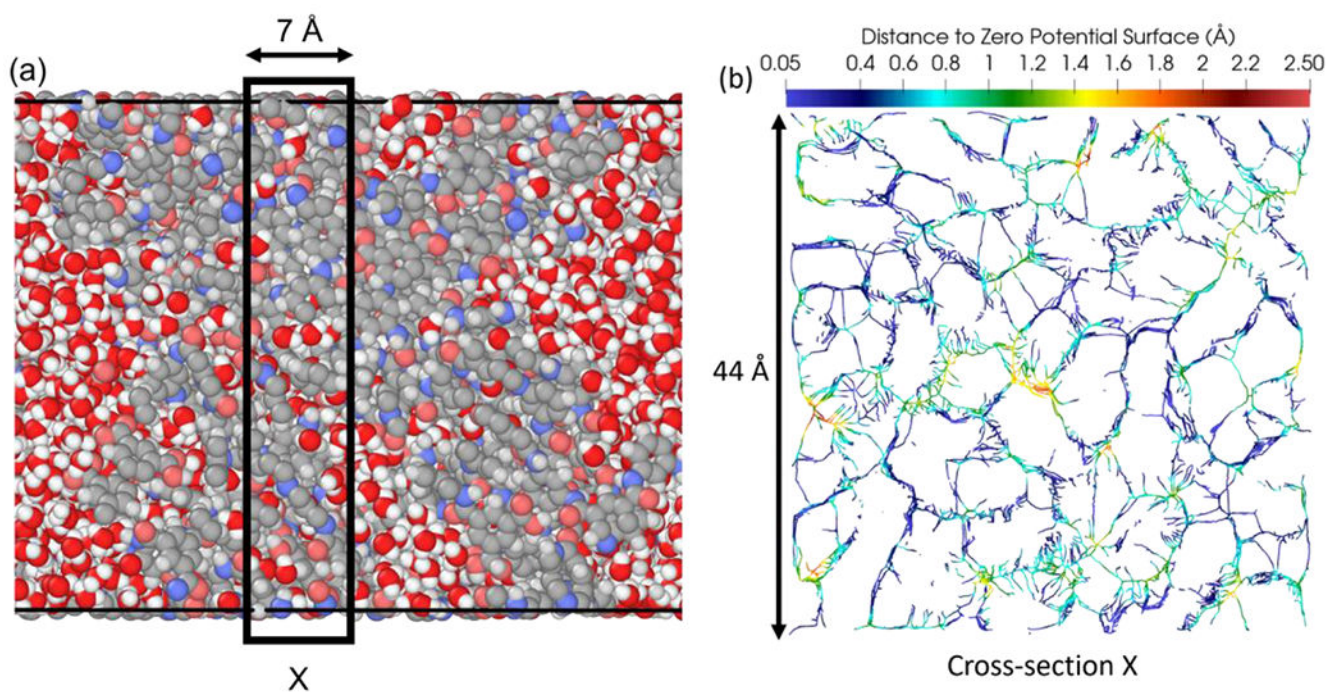 7 Å
(a)
X
Distance to Zero Potential Surface (Å)
(b)
0.05 0.4 0.6 0.8 1 1.2 1.4 1.6 1.8 2 2.2 2.50
44 Å
Cross-section X